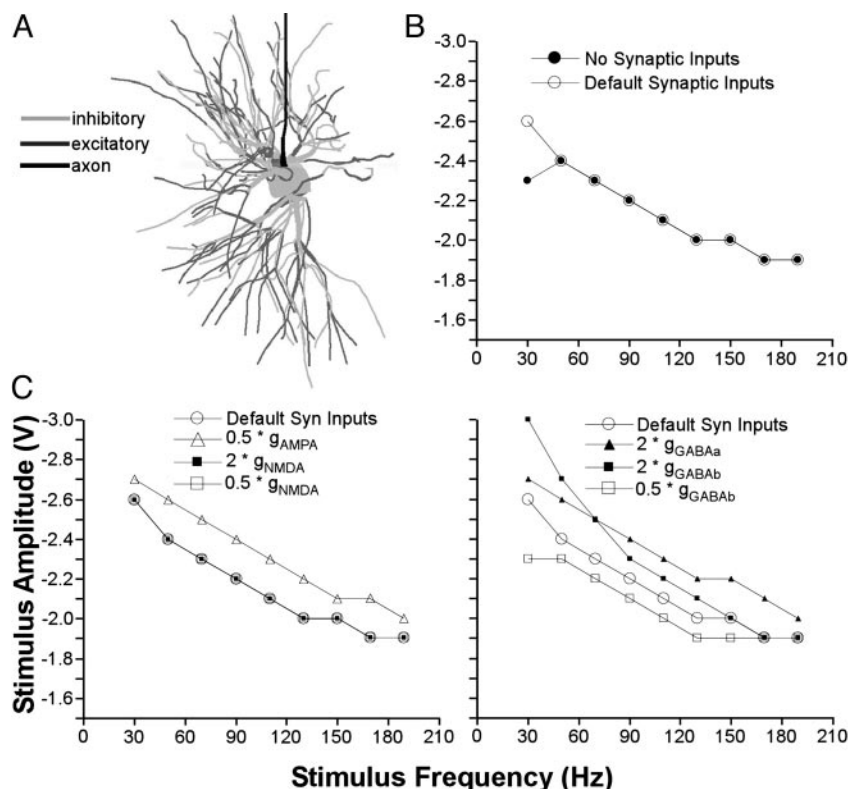 A
inhibitory
excitatory
axon
B
-3.0
-2.8
-2.6
-2.4
-2.2
-2.0
-1.8
-1.6
0 30 60 90 120 150 180 210
No Synaptic Inputs
Default Synaptic Inputs
C
Stimulus Amplitude (V)
-3.0
-2.8
-2.6
-2.4
-2.2
-2.0
-1.8
-1.6
0 30 60 90 120 150 180 210
Default Syn Inputs
0.5 * gAMPA
2 * gNMDA
0.5 * gNMDA
0 30 60 90 120 150 180 210
Default Syn Inputs
2 * gGABAa
2 * gGABAb
0.5 * gGABAb
Stimulus Frequency (Hz)